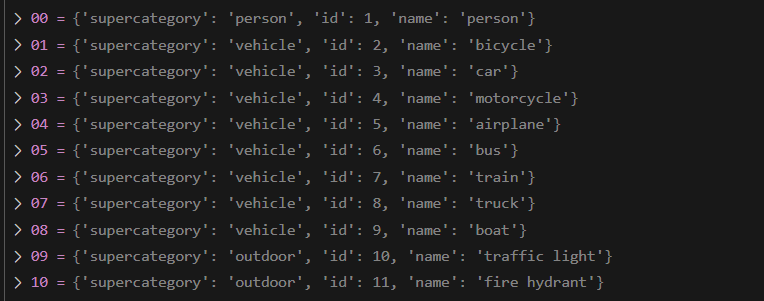 > 00 = {'supercategory': 'person', 'id': 1, 'name': 'person'}
> 01 = {'supercategory': 'vehicle', 'id': 2, 'name': 'bicycle'}
> 02 = {'supercategory': 'vehicle', 'id': 3, 'name': 'car'}
> 03 = {'supercategory': 'vehicle', 'id': 4, 'name': 'motorcycle'}
> 04 = {'supercategory': 'vehicle', 'id': 5, 'name': 'airplane'}
> 05 = {'supercategory': 'vehicle', 'id': 6, 'name': 'bus'}
> 06 = {'supercategory': 'vehicle', 'id': 7, 'name': 'train'}
> 07 = {'supercategory': 'vehicle', 'id': 8, 'name': 'truck'}
> 08 = {'supercategory': 'vehicle', 'id': 9, 'name': 'boat'}
> 09 = {'supercategory': 'outdoor', 'id': 10, 'name': 'traffic light'}
> 10 = {'supercategory': 'outdoor', 'id': 11, 'name': 'fire hydrant'}